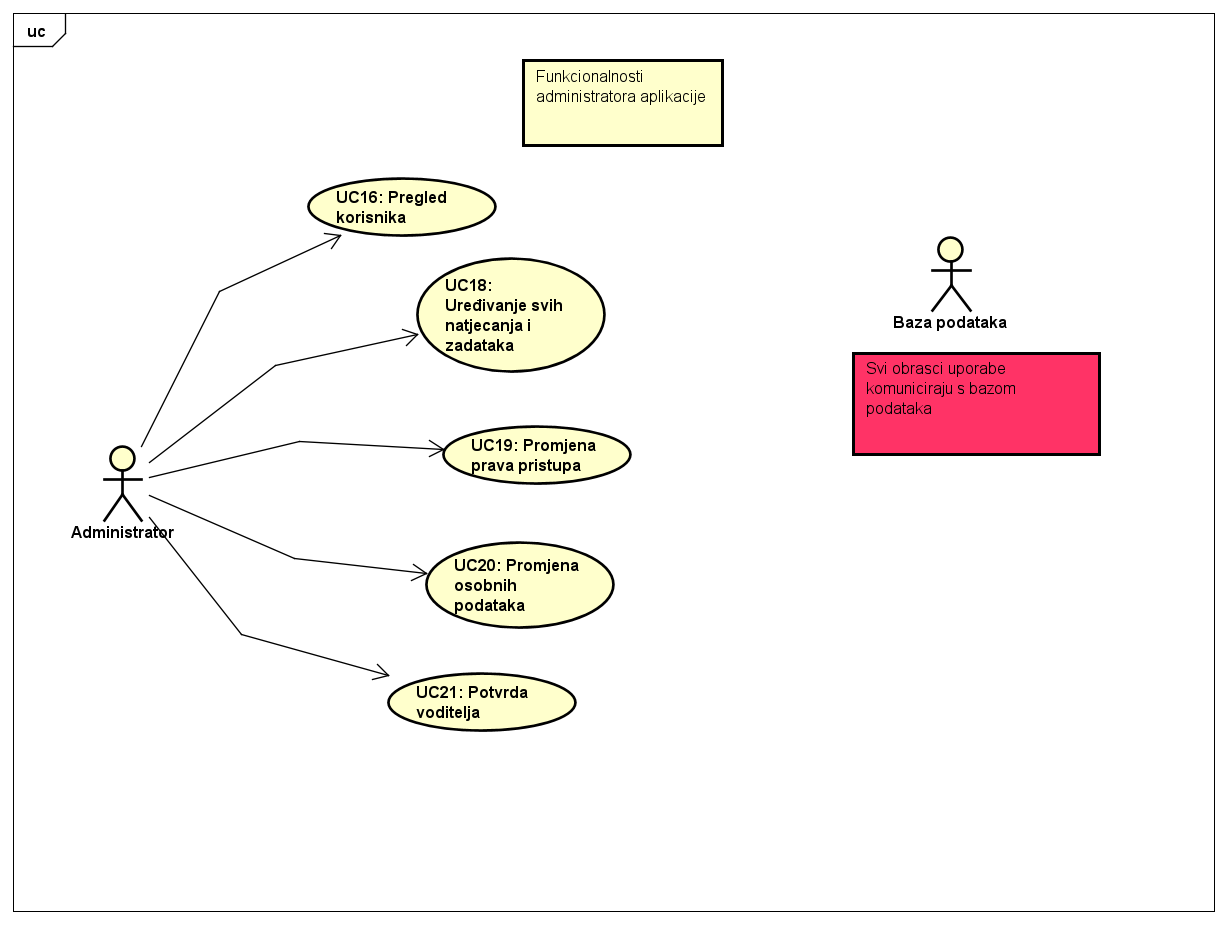 uc
Funkcionalnosti
administratora aplikacije
UC16: Pregled
korisnika
UC18:
Uređivanje svih
natjecanja i
zadataka
Baza podataka
Svi obrasci uporabe
komuniciraju s bazom
podataka
UC19: Promjena
prava pristupa
Administrator
UC20: Promjena
osobnih
podataka
UC21: Potvrda
voditelja